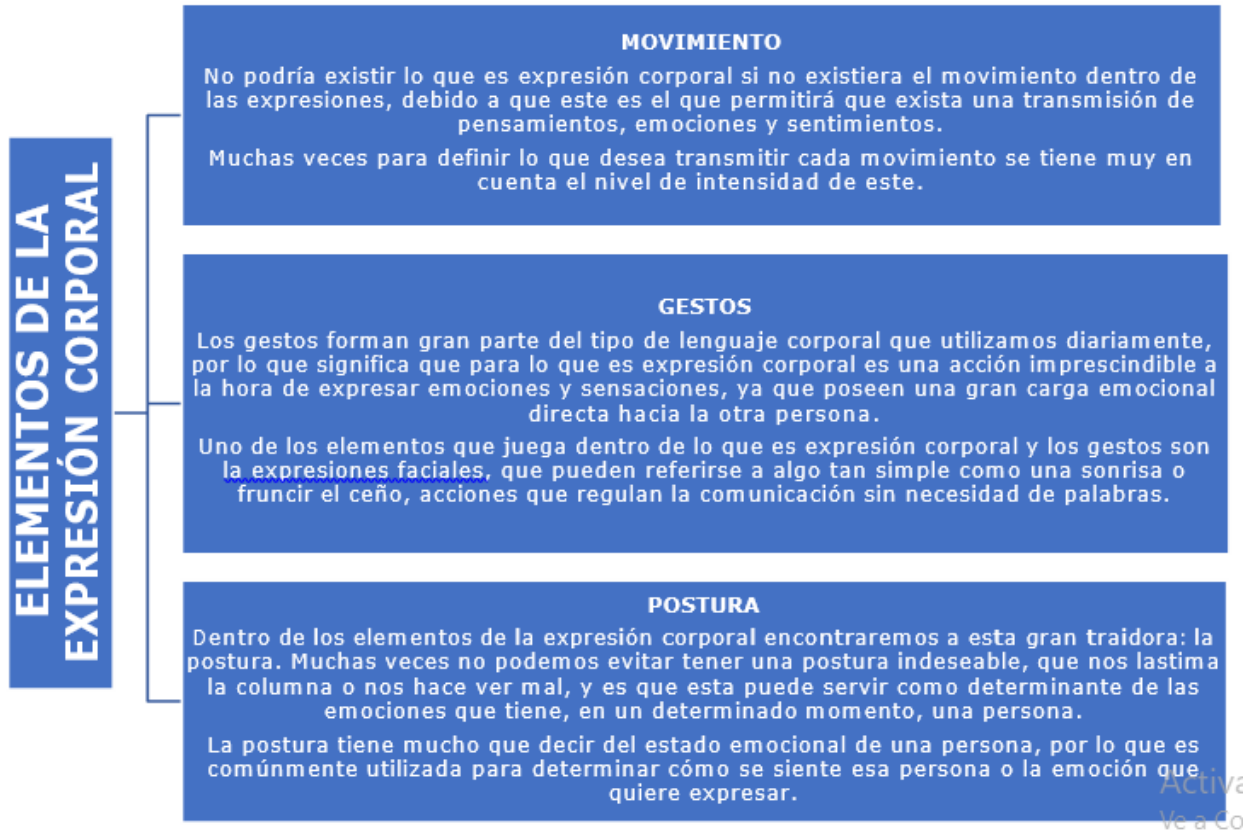 ELEMENTOS DE LA
EXPRESIÓN CORPORAL
MOVIMIENTO
No podría existir lo que es expresión corporal si no existiera el movimiento dentro de
las expresiones, debido a que este es el que permitirá que exista una transmisión de
pensamientos, emociones y sentimientos.
Muchas veces para definir lo que desea transmitir cada movimiento se tiene muy en
cuenta el nivel de intensidad de este.
GESTOS
Los gestos forman gran parte del tipo de lenguaje corporal que utilizamos diariamente,
por lo que significa que para lo que es expresión corporal es una acción imprescindible a
la hora de expresar emociones y sensaciones, ya que poseen una gran carga emocional
directa hacia la otra persona.
Uno de los elementos que juega dentro de lo que es expresión corporal y los gestos son
la expresiones faciales, que pueden referirse a algo tan simple como una sonrisa o
fruncir el ceño, acciones que regulan la comunicación sin necesidad de palabras.
POSTURA
Dentro de los elementos de la expresión corporal encontraremos a esta gran traidora: la
postura. Muchas veces no podemos evitar tener una postura indeseable, que nos lastima
la columna o nos hace ver mal, y es que esta puede servir como determinante de las
emociones que tiene, en un determinado momento, una persona.
La postura tiene mucho que decir del estado emocional de una persona, por lo que es
comúnmente utilizada para determinar cómo se siente esa persona o la emoción que
quiere expresar.
Activa
Ve a Co